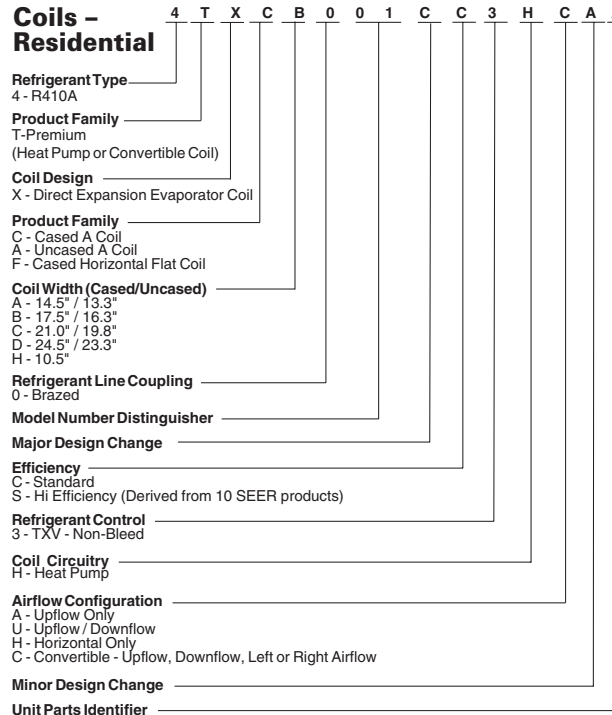 Coils –
Residential
4 T X C B 0 0 1 C C 3 H C A
Refrigerant Type
4 - R410A
Product Family
T-Premium
(Heat Pump or Convertible Coil)
Coil Design
X - Direct Expansion Evaporator Coil
Product Family
C - Cased A Coil
A - Uncased A Coil
F - Cased Horizontal Flat Coil
Coil Width (Cased/Uncased)
A - 14.5" / 13.3"
B - 17.5" / 16.3"
C - 21.0" / 19.8"
D - 24.5" / 23.3"
H - 10.5"
Refrigerant Line Coupling
0 - Brazed
Model Number Distinguisher
Major Design Change
Efficiency
C - Standard
S - Hi Efficiency (Derived from 10 SEER products)
Refrigerant Control
3 - TXV - Non-Bleed
Coil Circuitry
H - Heat Pump
Airflow Configuration
A - Upflow Only
U - Upflow / Downflow
H - Horizontal Only
C - Convertible - Upflow, Downflow, Left or Right Airflow
Minor Design Change
Unit Parts Identifier